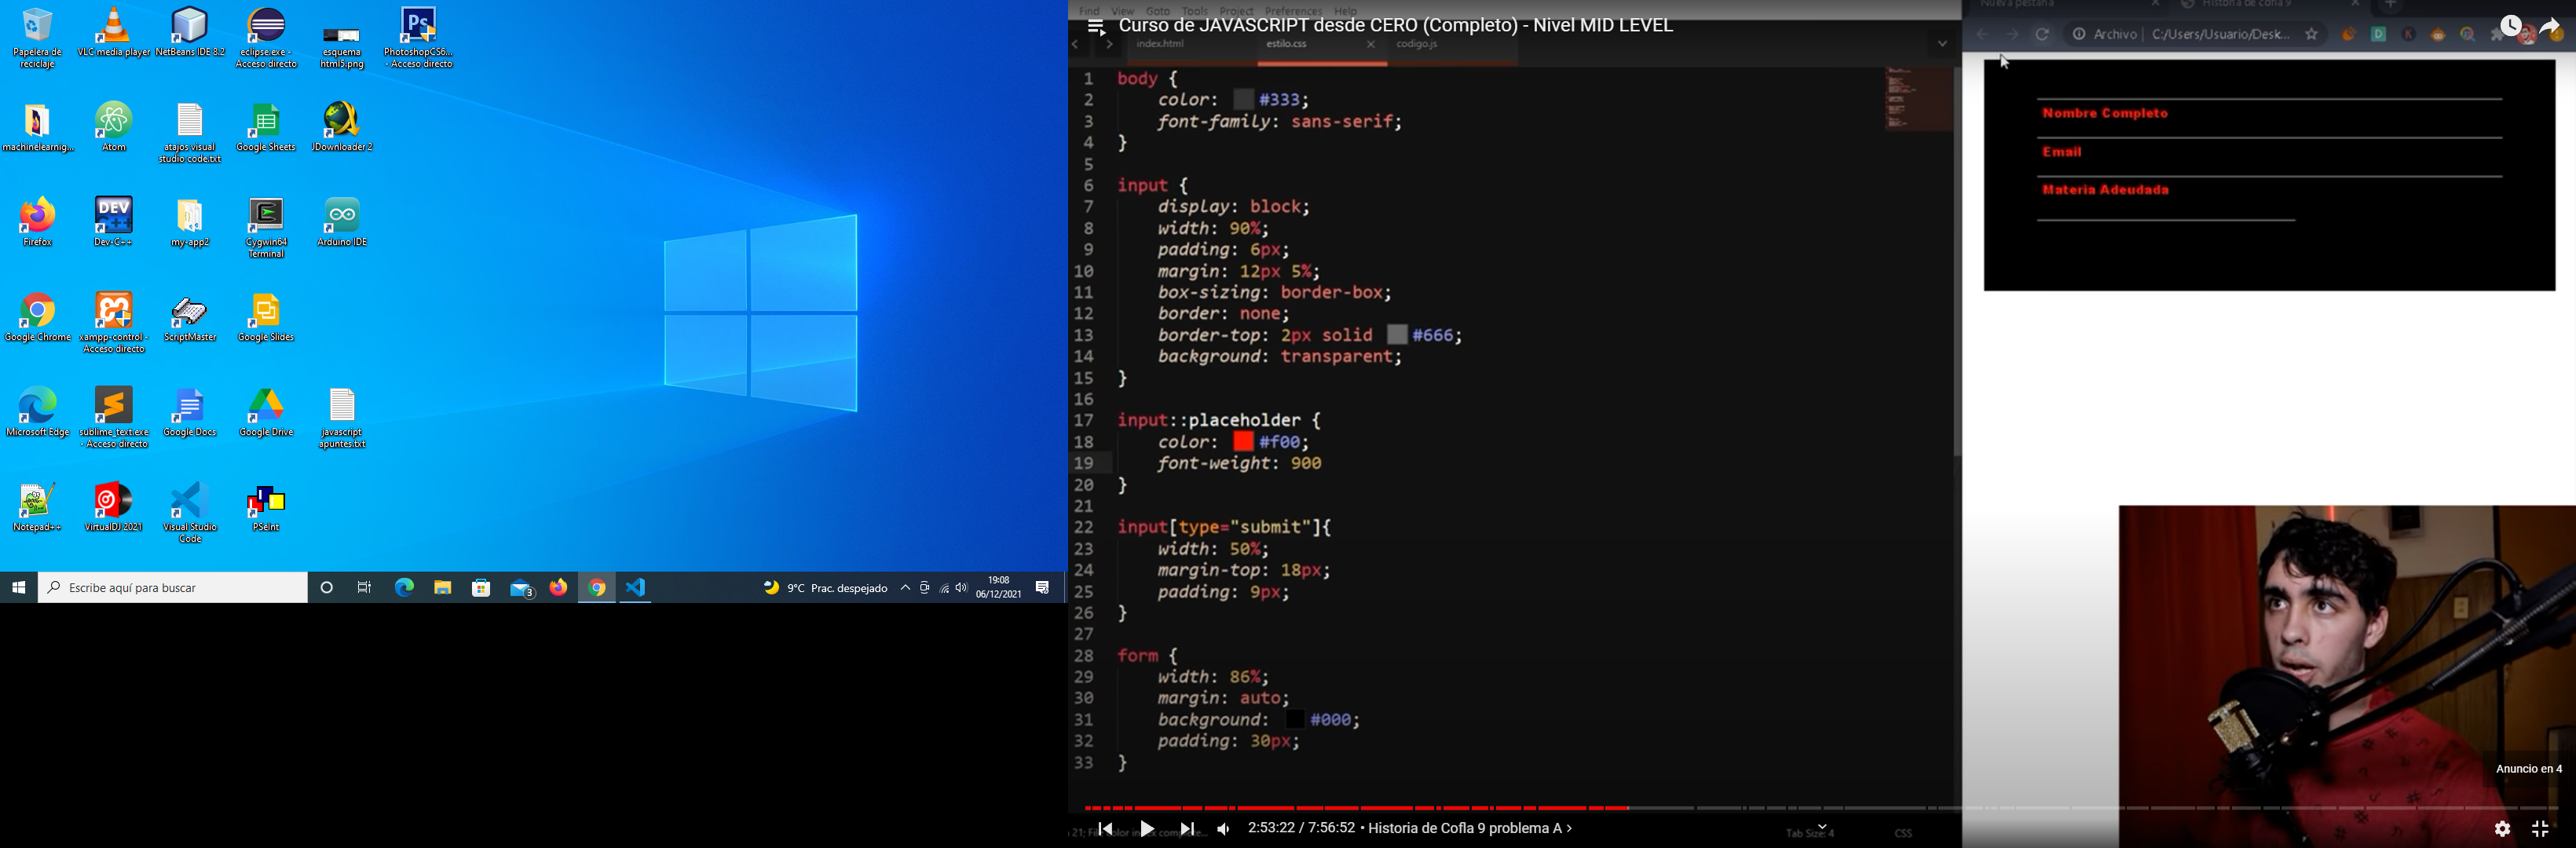 Papelera de reciclaje
VLC media player
NetBeans IDE 8.2
eclipse.exe - Acceso directo
esquema html5.png
PhotoshopCS6... - Acceso directo
machinelearnig...
Atom
atajos visual studio code.txt
Google Sheets
JDownloader 2
Firefox
Dev-C++
my-app2
Cygwin64 Terminal
Arduino IDE
Google Chrome
xampp-control - Acceso directo
ScriptMaster
Google Slides
Microsoft Edge
sublime_text.exe - Acceso directo
Google Docs
Google Drive
javascript apuntes.txt
Notepad++
VirtualDJ 2021
Visual Studio Code
PSeInt
Escribe aquí para buscar
3
9°C Prac. despejado
19:08
06/12/2021
Find View Goto Tools Project Preferences Help
Curso de JAVASCRIPT desde CERO (Completo) - Nivel MID LEVEL
index.html
estilo.css
codigo.js
1 body {
2 color: #333;
3 font-family: sans-serif;
4 }
5
6 input {
7 display: block;
8 width: 90%;
9 padding: 6px;
10 margin: 12px 5%;
11 box-sizing: border-box;
12 border: none;
13 border-top: 2px solid #666;
14 background: transparent;
15 }
16
17 input::placeholder {
18 color: #f00;
19 font-weight: 900
20 }
21
22 input[type="submit"]{
23 width: 50%;
24 margin-top: 18px;
25 padding: 9px;
26 }
27
28 form {
29 width: 86%;
30 margin: auto;
31 background: #000;
32 padding: 30px;
33 }
2:53:22 / 7:56:52 • Historia de Cofla 9 problema A
Tab Size: 4
CSS
Nueva pestaña
Historia de cofla 9
Archivo | C:/Users/Usuario/Desk...
Nombre Completo
Email
Materia Adeudada
Anuncio en 4